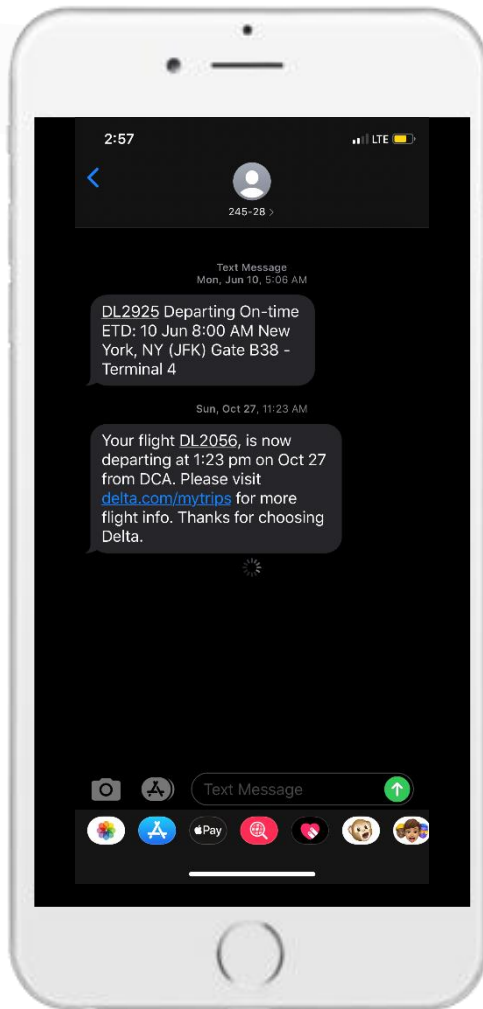 2:57
LTE
245-28 >
Text Message
Mon, Jun 10, 5:06 AM
DL2925 Departing On-time
ETD: 10 Jun 8:00 AM New
York, NY (JFK) Gate B38 -
Terminal 4
Sun, Oct 27, 11:23 AM
Your flight DL2056, is now
departing at 1:23 pm on Oct 27
from DCA. Please visit
delta.com/mytrips for more
flight info. Thanks for choosing
Delta.
Text Message
Pay